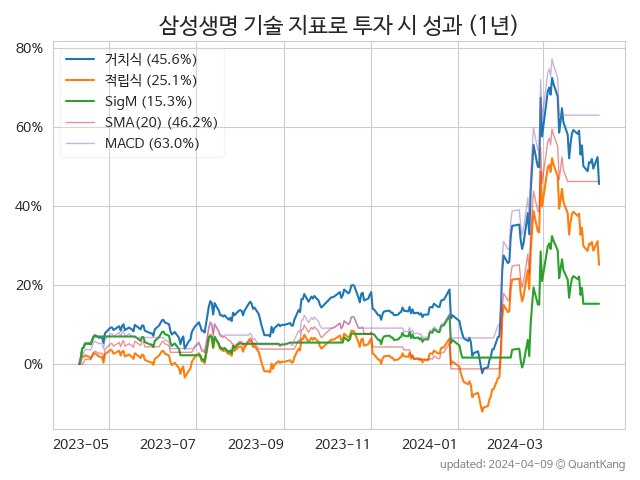 삼성생명 기술 지표로 투자 시 성과 (1년)
80%
60%
40%
20%
0%
거치식 (45.6%)
적립식 (25.1%)
SigM (15.3%)
SMA(20) (46.2%)
MACD (63.0%)
2023-05 2023-07 2023-09 2023-11 2024-01 2024-03
updated: 2024-04-09 © QuantKang